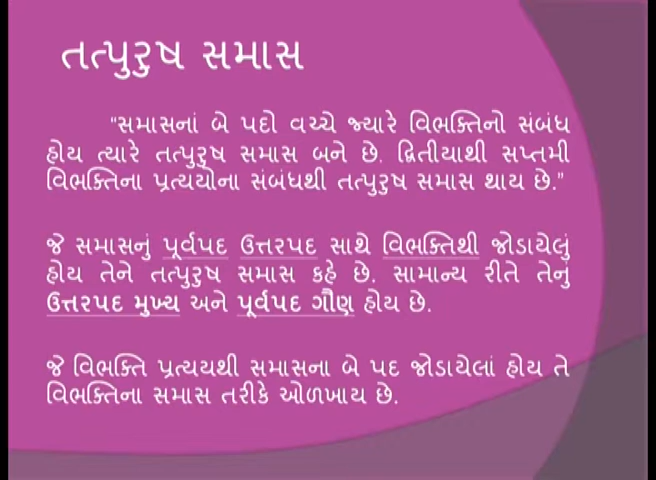 તત્પુરુષ સમાસ
"સમાસનાં બે પદો વચ્ચે જ્યારે વિભક્તિનો સંબંધ
હોય ત્યારે તત્પુરુષ સમાસ બને છે. દ્વિતીયાથી સપ્તમી
વિભક્તિના પ્રત્યયોના સંબંધથી તત્પુરુષ સમાસ થાય છે."
જે સમાસનું પૂર્વપદ ઉત્તરપદ સાથે વિભક્તિથી જોડાયેલું
હોય તેને તત્પુરુષ સમાસ કહે છે. સામાન્ય રીતે તેનું
ઉત્તરપદ મુખ્ય અને પૂર્વપદ ગૌણ હોય છે.
જે વિભક્તિ પ્રત્યયથી સમાસના બે પદ જોડાયેલાં હોય તે
વિભક્તિના સમાસ તરીકે ઓળખાય છે.